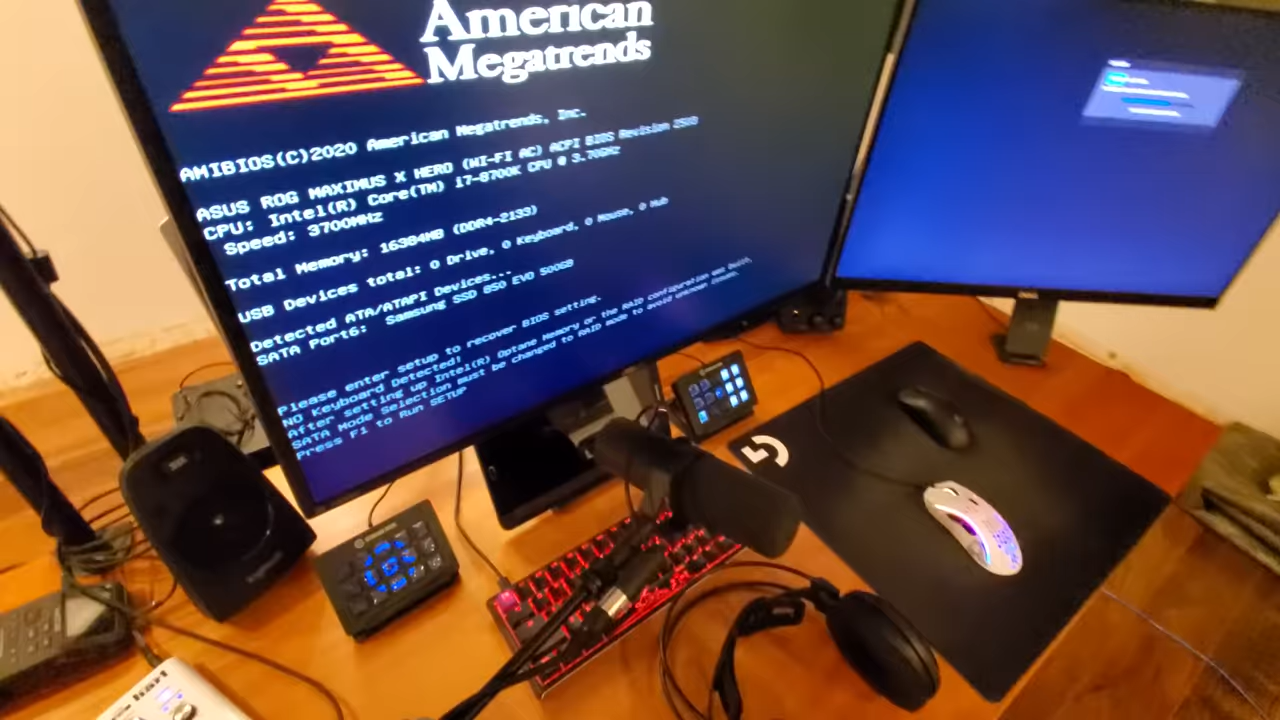 American
Megatrends
AMIBIOS(C)2020 American Megatrends, Inc.
ASUS ROG MAXIMUS X HERO (WI-FI AC) ACPI BIOS Revision
CPU: Intel(R) Core(TM) i7-8700K CPU @ 3.70GHz
Speed: 3700MHz
Total Memory: 16384MB (DDR4-2133)
USB Devices total: 0 Drive, 0 Keyboard, 0 Mouse, 0 Hub
Detected ATA/ATAPI Devices...
SATA Port6: Samsung SSD 850 EVO 500GB
Please enter setup to recover BIOS setting.
NO Keyboard Detected!
After setting up Intel(R) Optane Memory or the RAID configuration was built,
SATA Mode Selection must be changed to RAID mode to avoid unknown issues.
Press F1 to Run SETUP